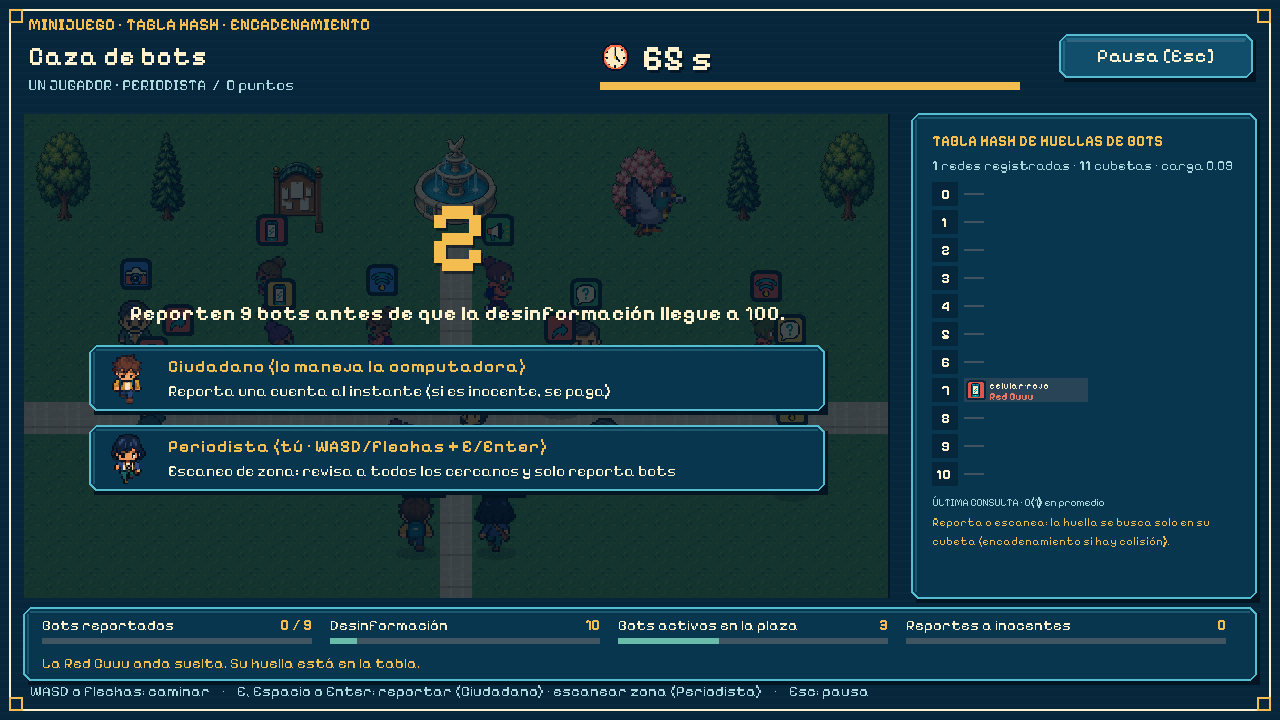 MINIJUEGO · TABLA HASH · ENCADENAMIENTO
Caza de bots
UN JUGADOR · PERIODISTA / 0 puntos
68 s
Pausa (Esc)
TABLA HASH DE HUELLAS DE BOTS
1 redes registradas · 11 cubetas · carga 0.09
0 —
1 —
2 —
3 —
4 —
5 —
6 —
7 celular-rojo
Red Cuuu
8 —
9 —
10 —
ÚLTIMA CONSULTA · O(1) en promedio
Reporta o escanea: la huella se busca solo en su
cubeta (encadenamiento si hay colisión).
2
Reporten 9 bots antes de que la desinformación llegue a 100.
Ciudadano (lo maneja la computadora)
Reporta una cuenta al instante (si es inocente, se paga)
Periodista (tú · WASD/flechas + E/Enter)
Escaneo de zona: revisa a todos los cercanos y solo reporta bots
Bots reportados 0 / 9
Desinformación 10
Bots activos en la plaza 3
Reportes a inocentes 0
La Red Cuuu anda suelta. Su huella está en la tabla.
WASD o flechas: caminar · E, Espacio o Enter: reportar (Ciudadano) · escanear zona (Periodista) · Esc: pausa